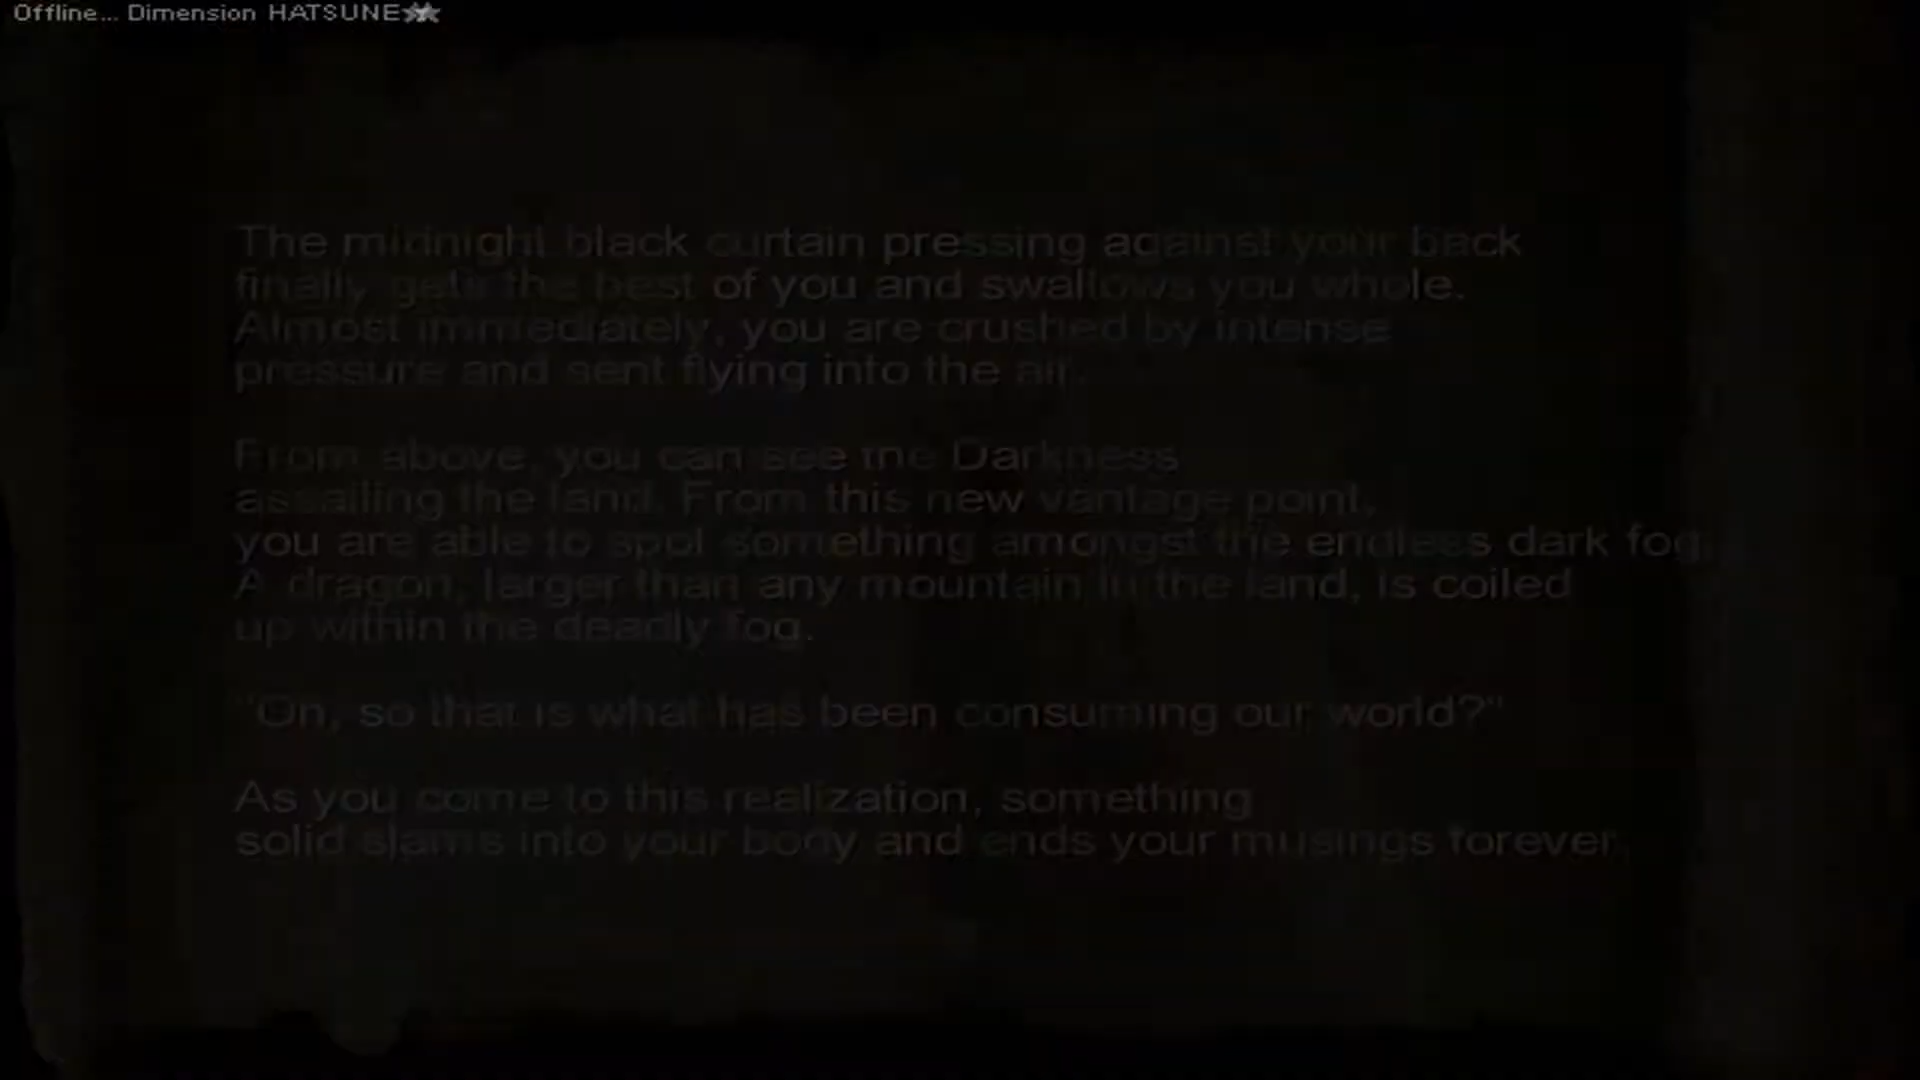 Offline... Dimension HATSUNE★★
The midnight black curtain pressing against your back
finally gets the best of you and swallows you whole.
Almost immediately, you are crushed by intense
pressure and sent flying into the air.
From above, you can see the Darkness
assailing the land. From this new vantage point,
you are able to spot something amongst the endless dark fog.
A dragon, larger than any mountain in the land, is coiled
up within the deadly fog.
"Oh, so that is what has been consuming our world?"
As you come to this realization, something
solid slams into your body and ends your musings forever.